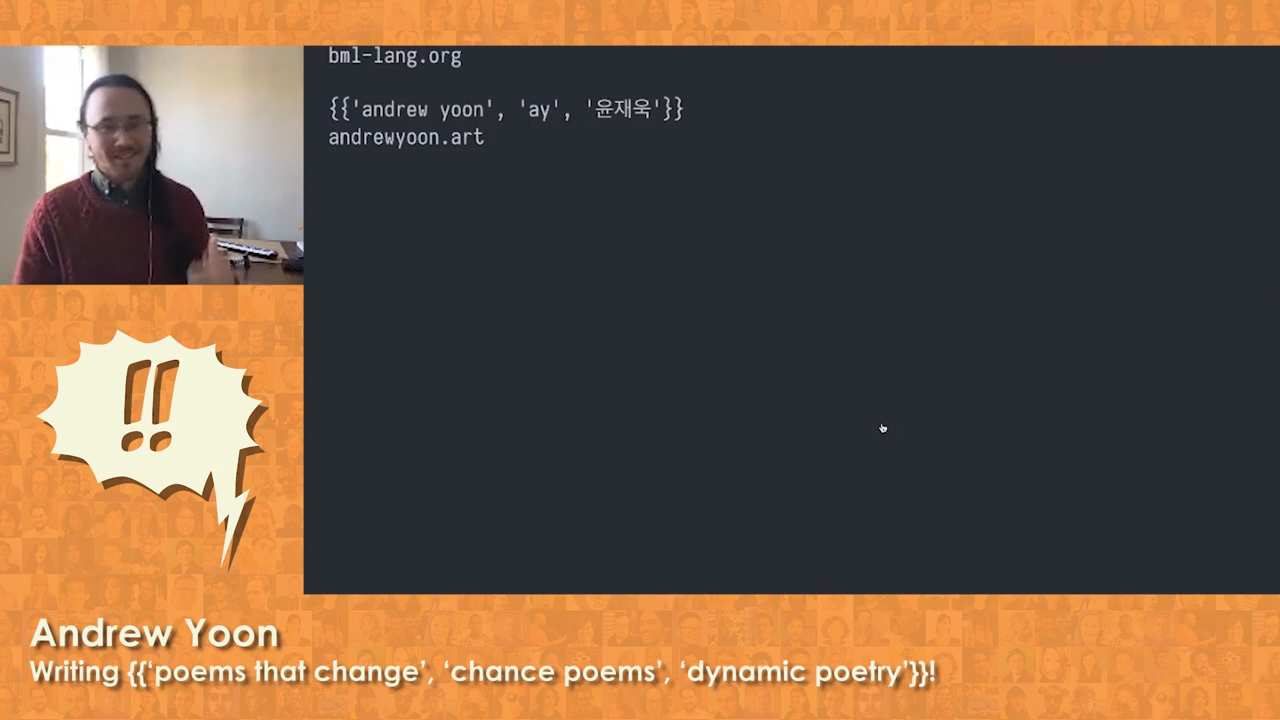 bml-lang.org
{{'andrew yoon', 'ay', '윤재욱'}}
andrewyoon.art
!!
Andrew Yoon
Writing {{‘poems that change’, ‘chance poems’, ‘dynamic poetry’}}!